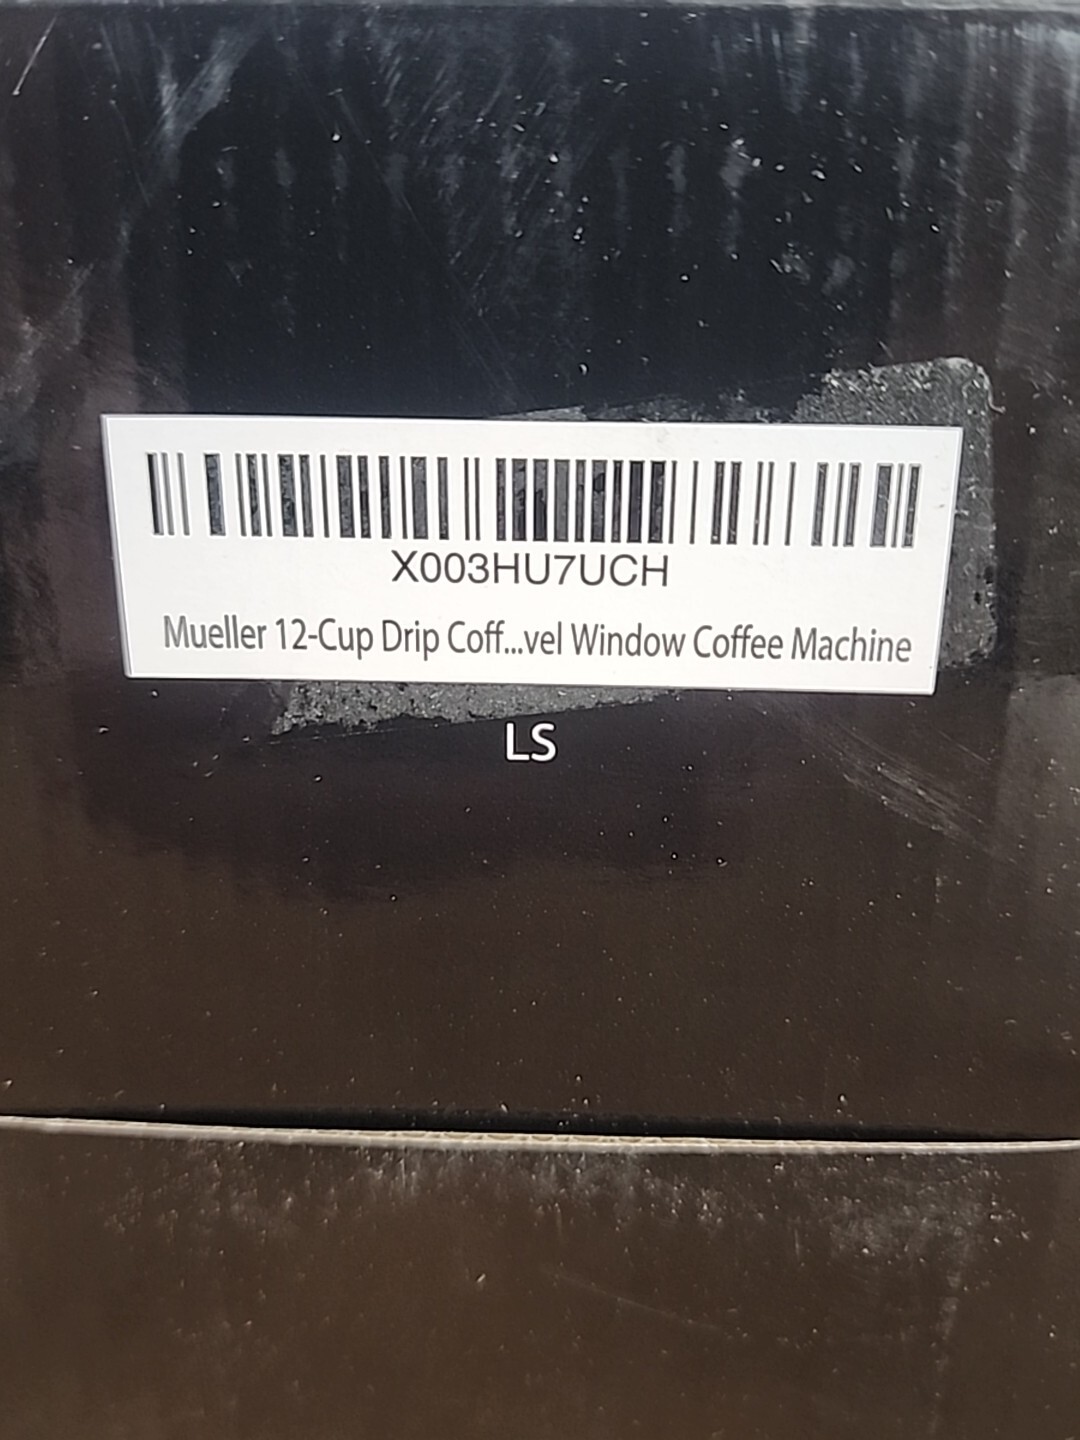 X003HU7UCH
Mueller 12-Cup Drip Coff...vel Window Coffee Machine
LS